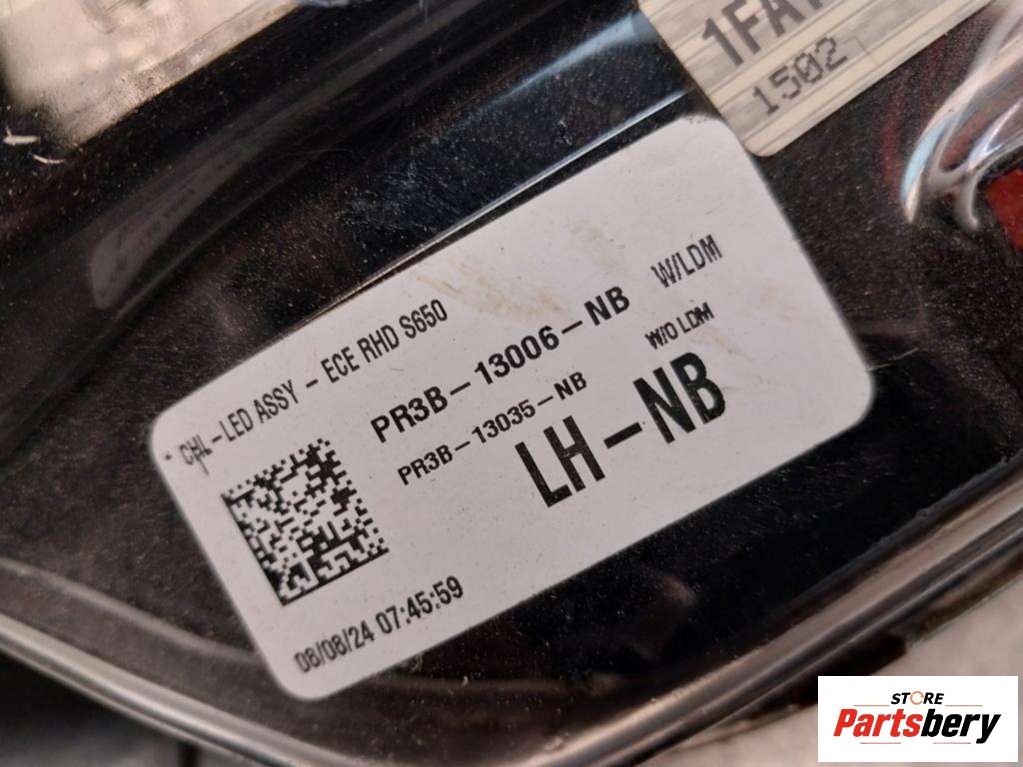 1FA
1502
CHL-LED ASSY - ECE RHD S650
PR3B-13006-NB W/LDM
PR3B-13035-NB W/O LDM
LH-NB
08/08/24 07:45:59
STORE
Partsbery